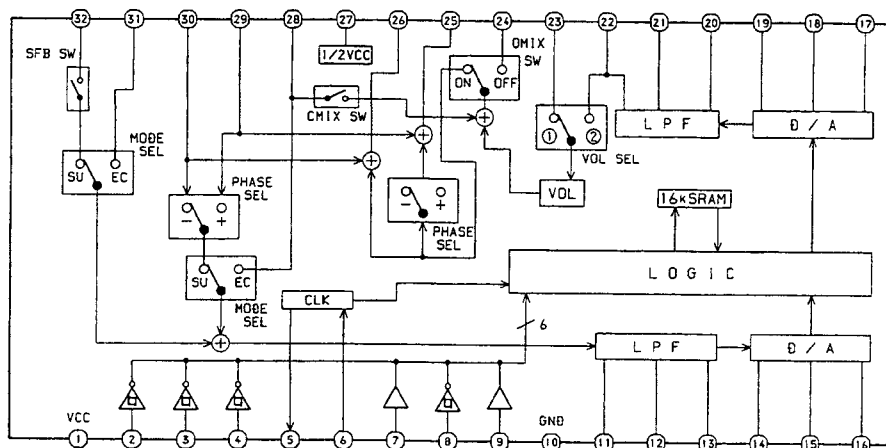 32 31 30 29 28 27 26 25 24 23 22 21 20 19 18 17
SFB SW
1/2VCC
OMIX
SW
ON OFF
CMIX SW
MODE
SEL
SU EC
① ②
VOL SEL
LPF
D/A
PHASE
SEL
- +
- +
PHASE
SEL
VOL
16KSRAM
SU EC
MODE
SEL
CLK
LOGIC
6
LPF
D/A
VCC
GND
1 2 3 4 5 6 7 8 9 10 11 12 13 14 15 16